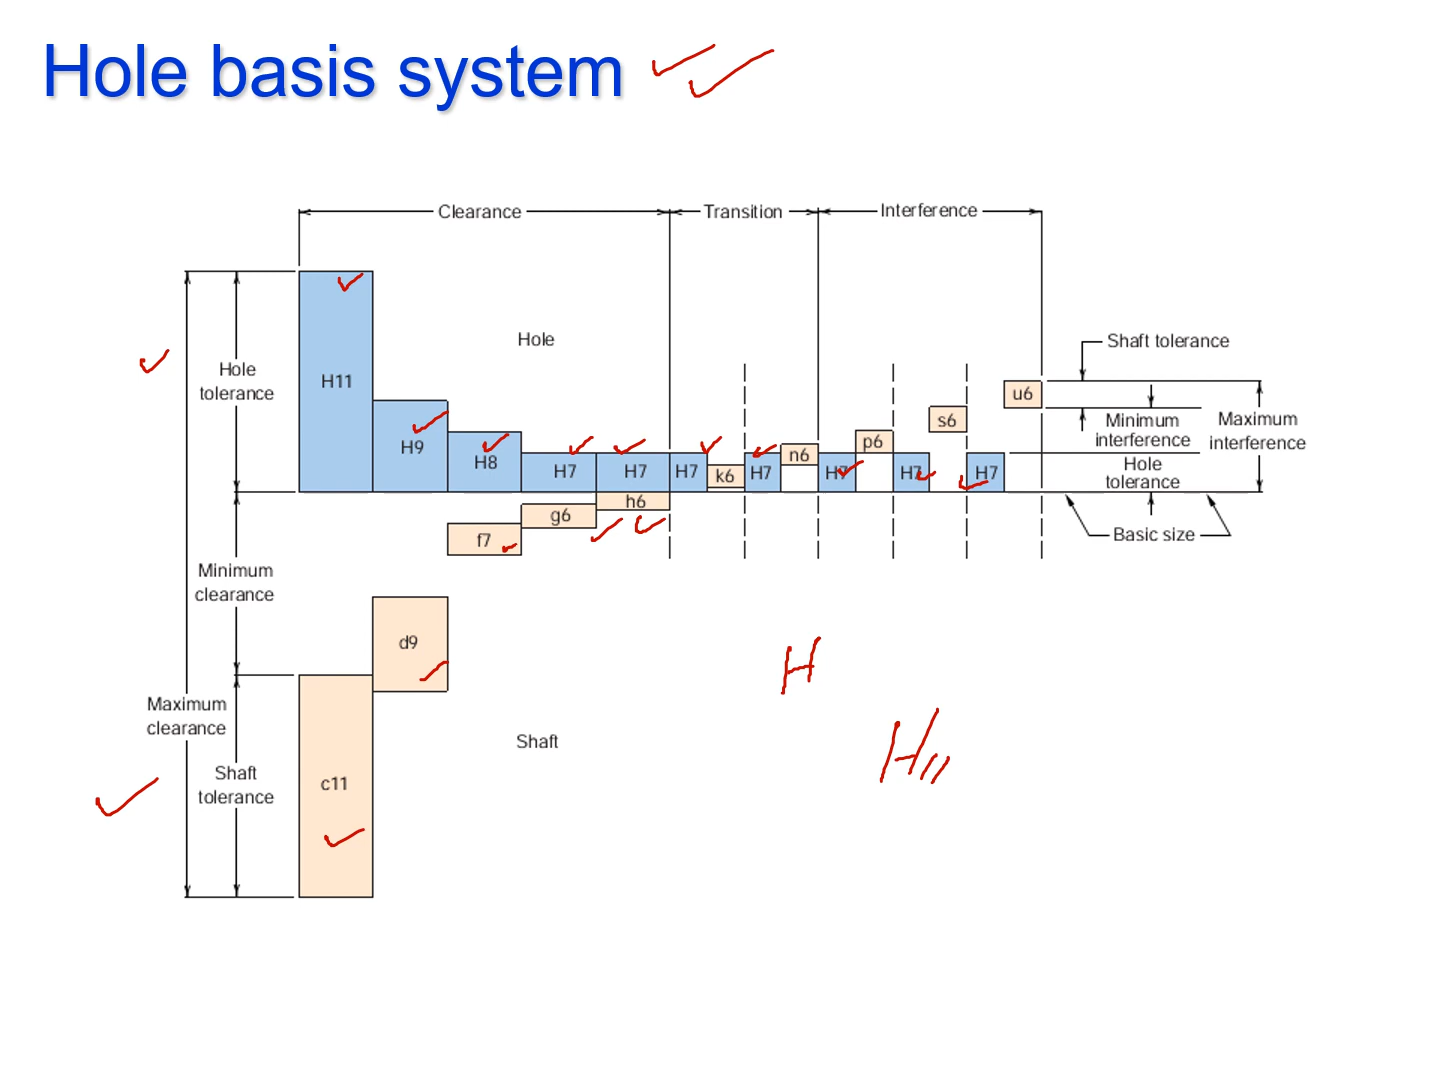 Hole basis system
Clearance
Transition
Interference
Hole
Shaft tolerance
Hole
tolerance
H11
H9
H8
H7
H7
H7
k6
H7
n6
H7
p6
H7
s6
H7
u6
Minimum
interference
Maximum
interference
Hole
tolerance
h6
g6
f7
Basic size
Minimum
clearance
d9
H
Maximum
clearance
Shaft
H11
Shaft
tolerance
c11